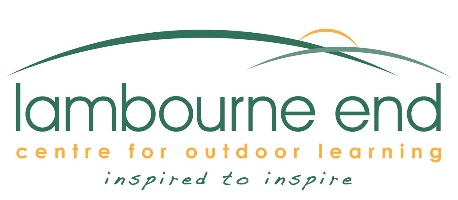 lambourne end
centre for outdoor learning
inspired to inspire